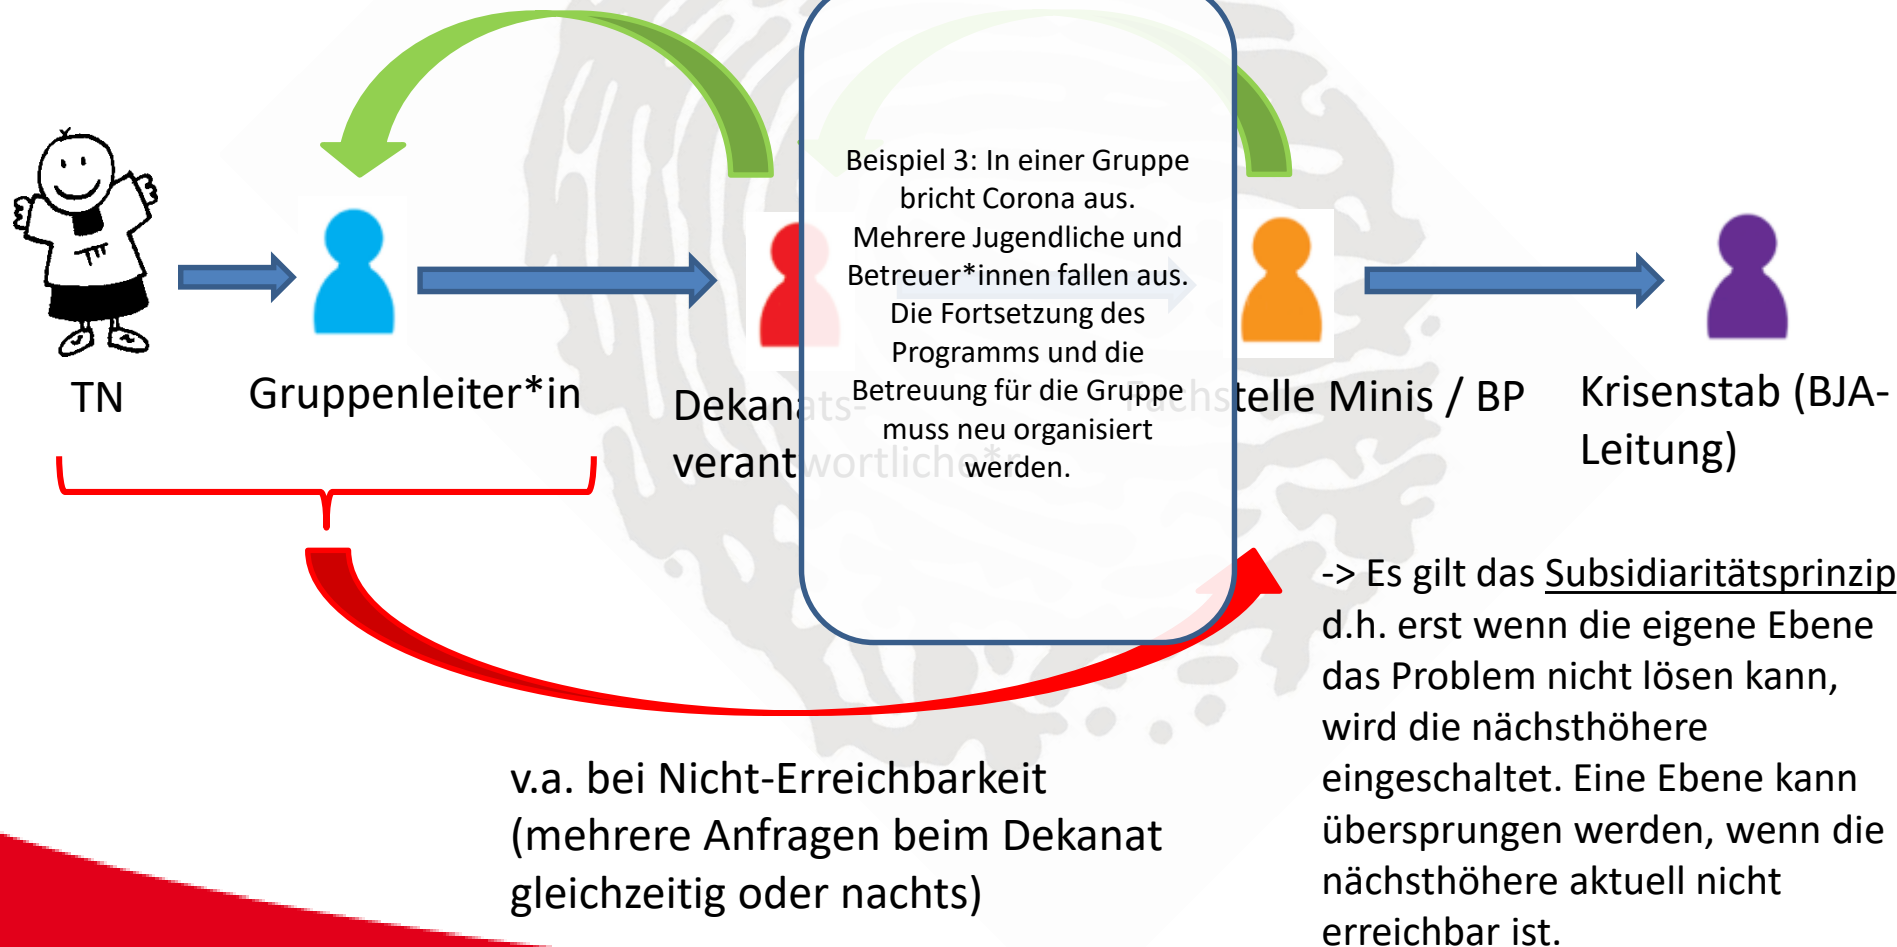 Beispiel 3: In einer Gruppe
bricht Corona aus.
Mehrere Jugendliche und
Betreuer*innen fallen aus.
Die Fortsetzung des
Programms und die
Betreuung für die Gruppe
muss neu organisiert
werden.
TN
Gruppenleiter*in
Dekanats-
verantwortliche*r
Fachstelle Minis / BP
Krisenstab (BJA-
Leitung)
-> Es gilt das Subsidiaritätsprinzip
d.h. erst wenn die eigene Ebene
das Problem nicht lösen kann,
wird die nächsthöhere
eingeschaltet. Eine Ebene kann
übersprungen werden, wenn die
nächsthöhere aktuell nicht
erreichbar ist.
v.a. bei Nicht-Erreichbarkeit
(mehrere Anfragen beim Dekanat
gleichzeitig oder nachts)